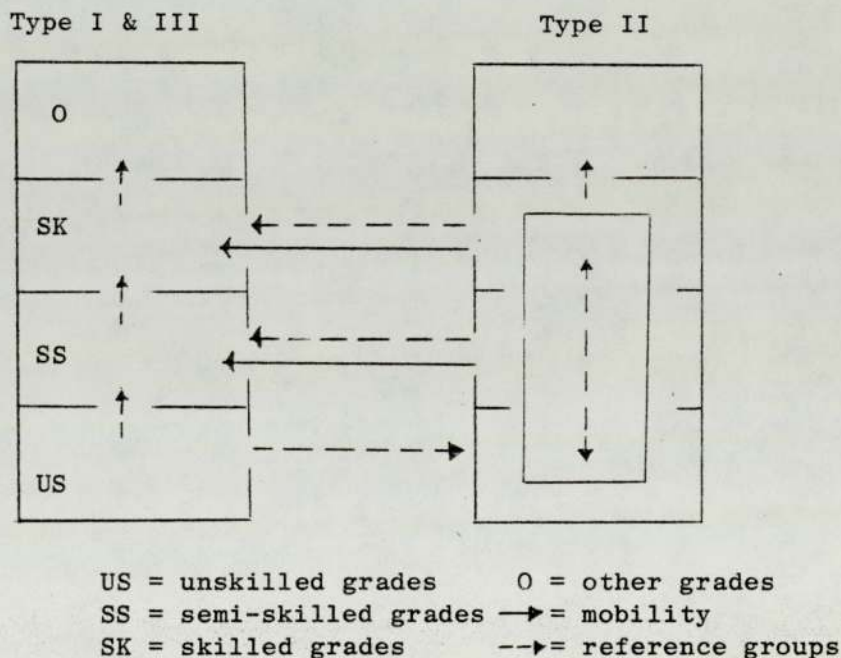 Type I & III Type II
O
SK
SS
US
US = unskilled grades O = other grades
SS = semi-skilled grades = mobility
SK = skilled grades = reference groups